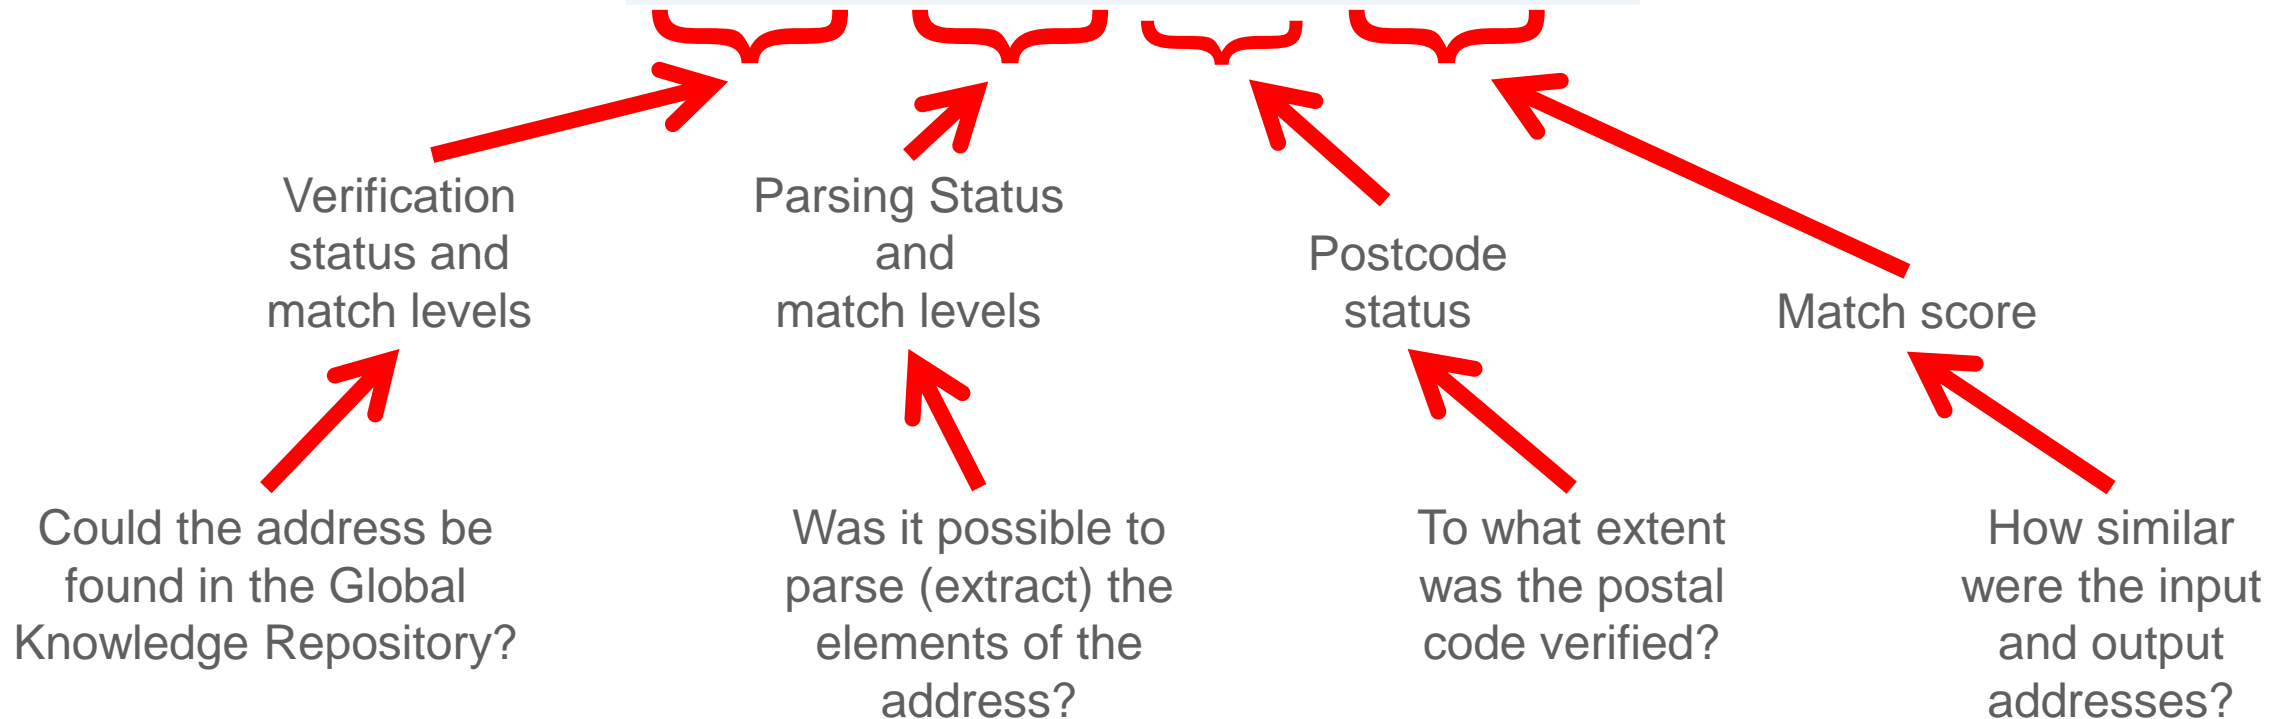 Verification
status and
match levels
Parsing Status
and
match levels
Postcode
status
Match score
Could the address be
found in the Global
Knowledge Repository?
Was it possible to
parse (extract) the
elements of the
address?
To what extent
was the postal
code verified?
How similar
were the input
and output
addresses?